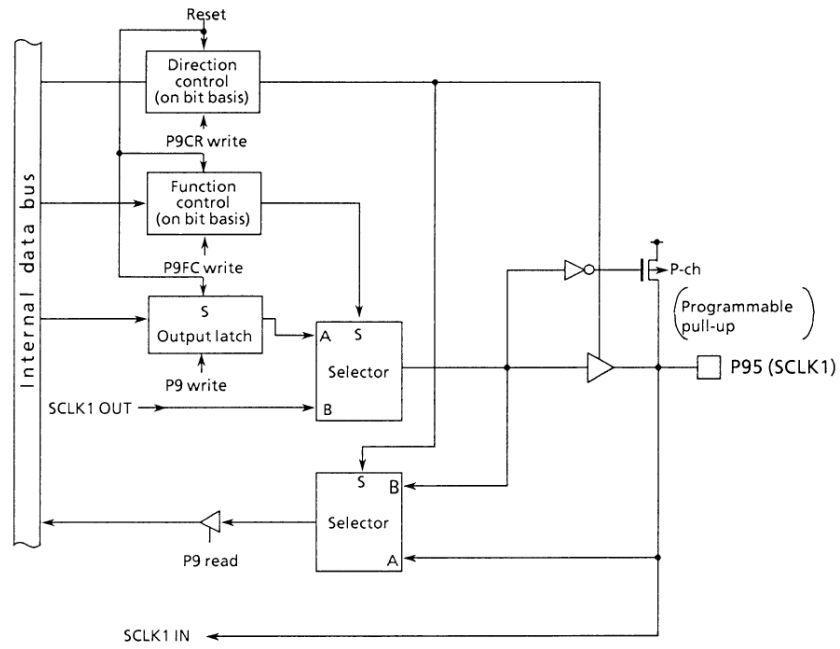 Reset
Direction
control
(on bit basis)
P9CR write
Internal data bus
Function
control
(on bit basis)
P9FC write
P-ch
(Programmable
pull-up)
S
Output latch
A
S
Selector
B
P95 (SCLK1)
P9 write
SCLK1 OUT
S
B
Selector
A
P9 read
SCLK1 IN